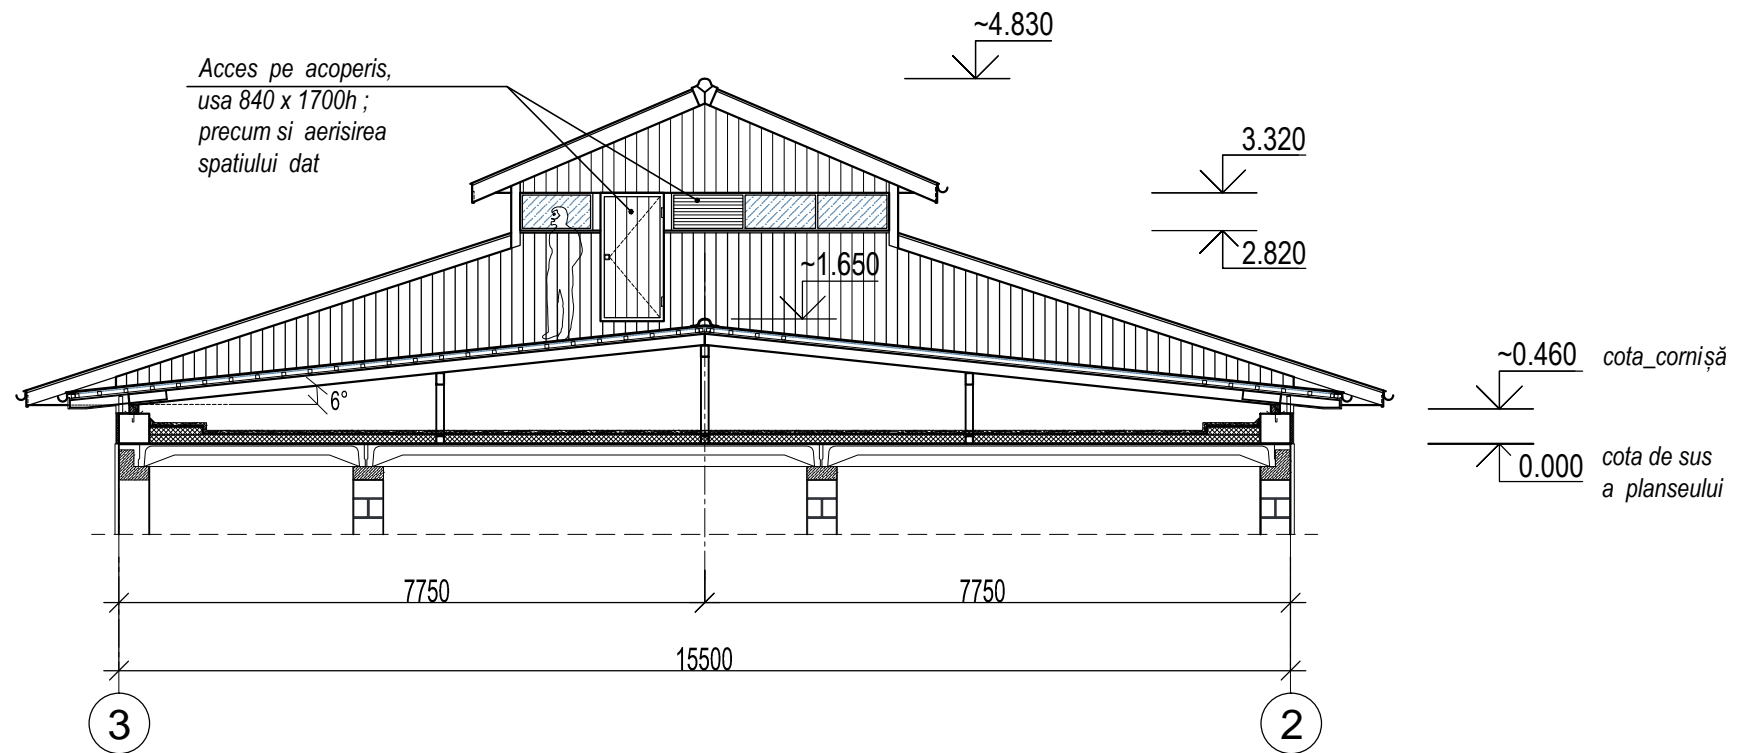 ~4.830
Acces pe acoperis,
usa 840 x 1700h ;
precum si aerisirea
spatiului dat
3.320
2.820
~1.650
~0.460 cota_cornișă
6°
0.000 cota de sus
a planseului
7750 7750
15500
3 2